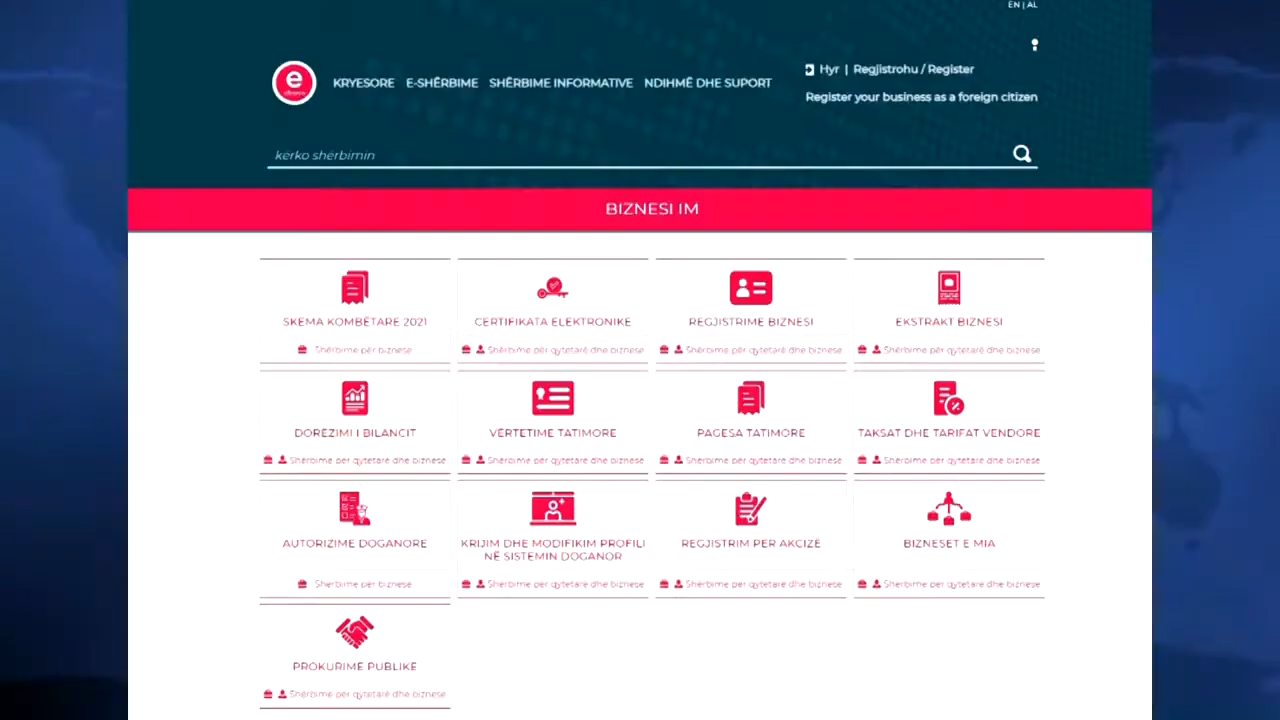 EN | AL
Hyr | Regjistrohu / Register
e
KRYESORE E-SHËRBIME SHËRBIME INFORMATIVE NDIHMË DHE SUPORT
Register your business as a foreign citizen
kërko shërbimin
BIZNESI IM
SKEMA KOMBËTARE 2021
Shërbime për biznese
CERTIFIKATA ELEKTRONIKE
Shërbime për qytetarë dhe biznese
REGJISTRIME BIZNESI
Shërbime për qytetarë dhe biznese
EKSTRAKT BIZNESI
Shërbime për qytetarë dhe biznese
DORËZIMI I BILANCIT
Shërbime për qytetarë dhe biznese
VËRTETIME TATIMORE
Shërbime për qytetarë dhe biznese
PAGESA TATIMORE
Shërbime për qytetarë dhe biznese
TAKSAT DHE TARIFAT VENDORE
Shërbime për qytetarë dhe biznese
AUTORIZIME DOGANORE
Shërbime për biznese
KRIJIM DHE MODIFIKIM PROFILI
NË SISTEMIN DOGANOR
Shërbime për qytetarë dhe biznese
REGJISTRIM PËR AKCIZË
Shërbime për qytetarë dhe biznese
BIZNESET E MIA
Shërbime për qytetarë dhe biznese
PROKURIME PUBLIKE
Shërbime për qytetarë dhe biznese